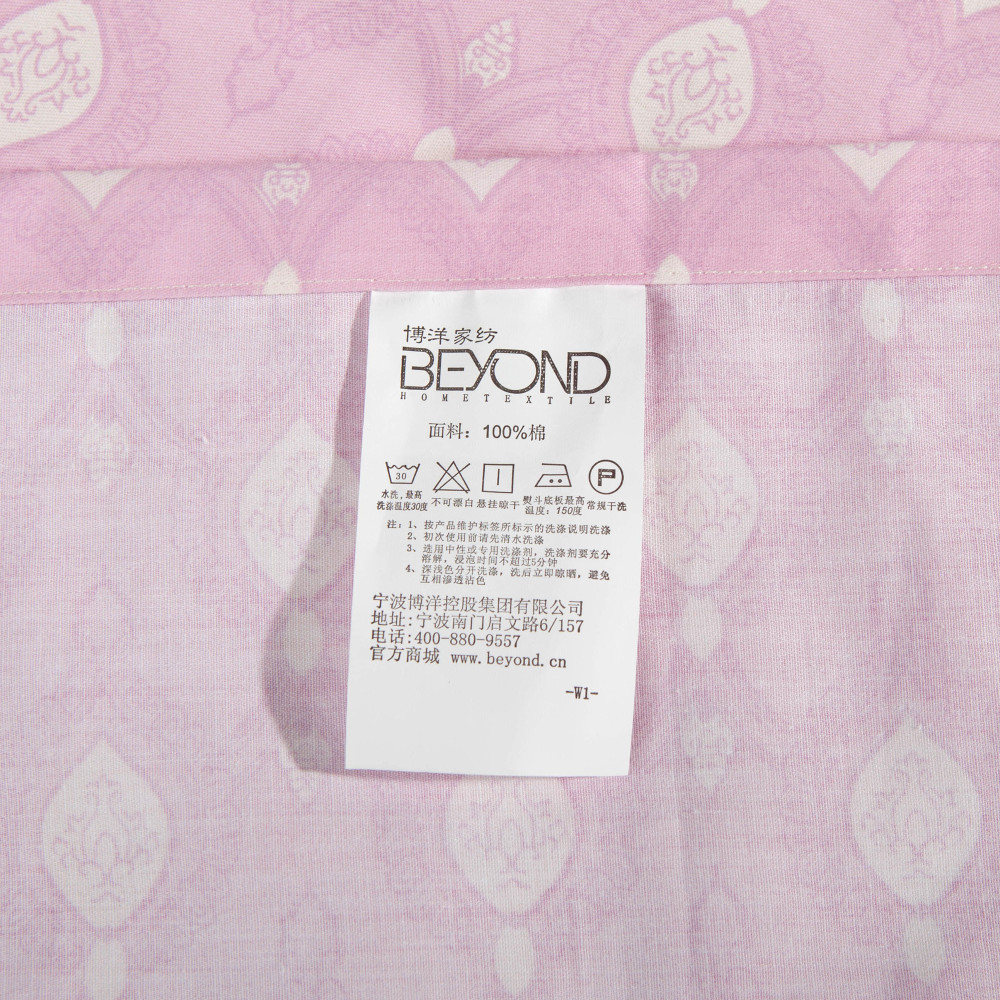 博洋家纺
BEYOND
HOMETEXTILE
面料：100%棉
30
P
水洗，最高洗涤温度30度
不可漂白
悬挂晾干
熨斗底板最高温度：150度
常规干洗
注：1、按产品维护标签所标示的洗涤说明洗涤
2、初次使用前请先清水洗涤
3、选用中性或专用洗涤剂，洗涤剂要充分
溶解，浸泡时间不超过5分钟
4、深浅色分开洗涤，洗后立即晾晒，避免
互相渗透沾色
宁波博洋控股集团有限公司
地址：宁波南门启文路6/157
电话：400-880-9557
官方商城 www.beyond.cn
-W1-